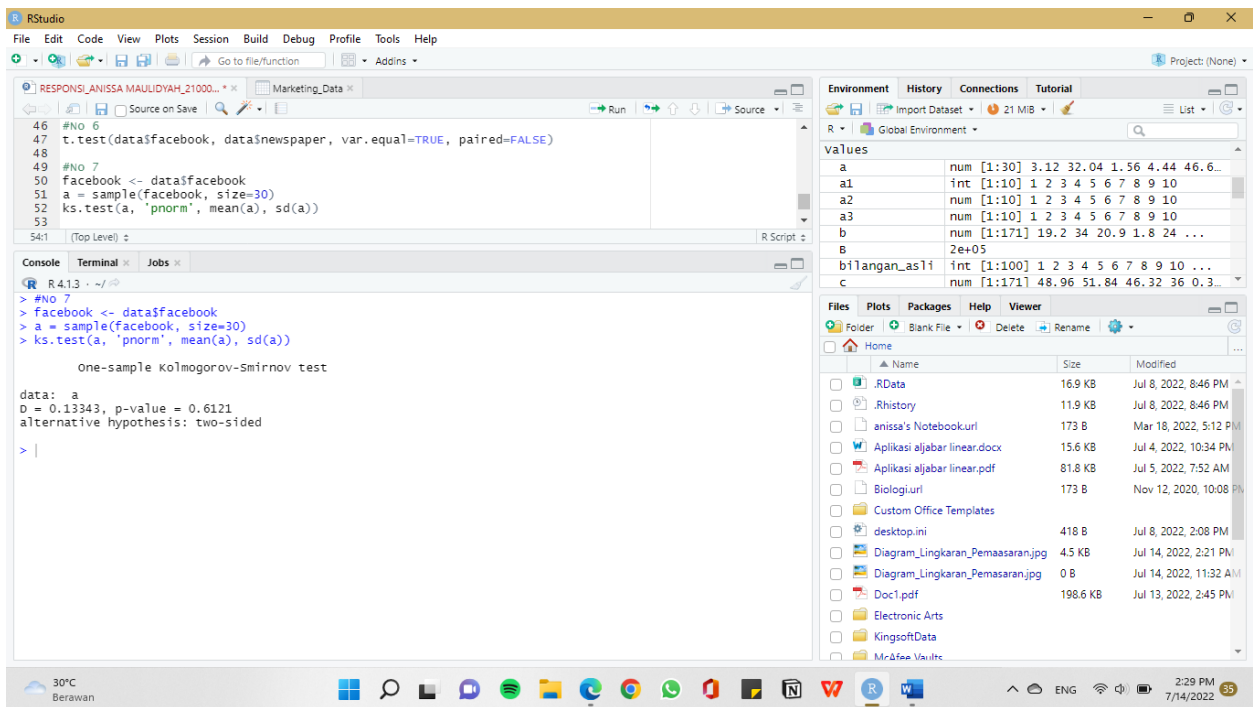 RStudio
File Edit Code View Plots Session Build Debug Profile Tools Help
Go to file/function Addins Project: (None)
RESPONSI_ANISSA MAULIDYAH_21000... * Marketing_Data
Source on Save Run Source
46 #No 6
47 t.test(data$facebook, data$newspaper, var.equal=TRUE, paired=FALSE)
48
49 #No 7
50 facebook <- data$facebook
51 a = sample(facebook, size=30)
52 ks.test(a, 'pnorm', mean(a), sd(a))
53
54:1 (Top Level) R Script
Console Terminal Jobs
R 4.1.3 · ~/
> #No 7
> facebook <- data$facebook
> a = sample(facebook, size=30)
> ks.test(a, 'pnorm', mean(a), sd(a))
One-sample Kolmogorov-Smirnov test
data: a
D = 0.13343, p-value = 0.6121
alternative hypothesis: two-sided
>
Environment History Connections Tutorial
Import Dataset 21 MiB List
R Global Environment
values
a num [1:30] 3.12 32.04 1.56 4.44 46.6...
a1 int [1:10] 1 2 3 4 5 6 7 8 9 10
a2 num [1:10] 1 2 3 4 5 6 7 8 9 10
a3 num [1:10] 1 2 3 4 5 6 7 8 9 10
b num [1:171] 19.2 34 20.9 1.8 24 ...
B 2e+05
bilangan_asli int [1:100] 1 2 3 4 5 6 7 8 9 10 ...
c num [1:171] 48.96 51.84 46.32 36 0.3...
Files Plots Packages Help Viewer
Folder Blank File Delete Rename
Home
Name Size Modified
.RData 16.9 KB Jul 8, 2022, 8:46 PM
.Rhistory 11.9 KB Jul 8, 2022, 8:46 PM
anissa's Notebook.url 173 B Mar 18, 2022, 5:12 PM
Aplikasi aljabar linear.docx 15.6 KB Jul 4, 2022, 10:34 PM
Aplikasi aljabar linear.pdf 81.8 KB Jul 5, 2022, 7:52 AM
Biologi.url 173 B Nov 12, 2020, 10:08 PM
Custom Office Templates
desktop.ini 418 B Jul 8, 2022, 2:08 PM
Diagram_Lingkaran_Pemaasaran.jpg 4.5 KB Jul 14, 2022, 2:21 PM
Diagram_Lingkaran_Pemasaran.jpg 0 B Jul 14, 2022, 11:32 AM
Doc1.pdf 198.6 KB Jul 13, 2022, 2:45 PM
Electronic Arts
KingsoftData
McAfee Vaults
30°C
Berawan
ENG
2:29 PM
7/14/2022
35